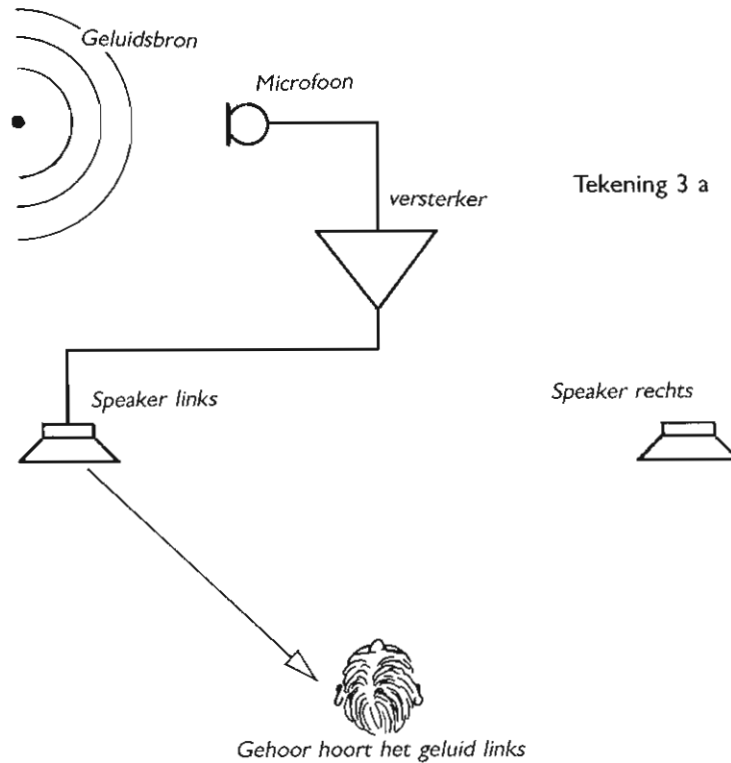 Geluidsbron
Microfoon
Tekening 3 a
versterker
Speaker links
Speaker rechts
Gehoor hoort het geluid links